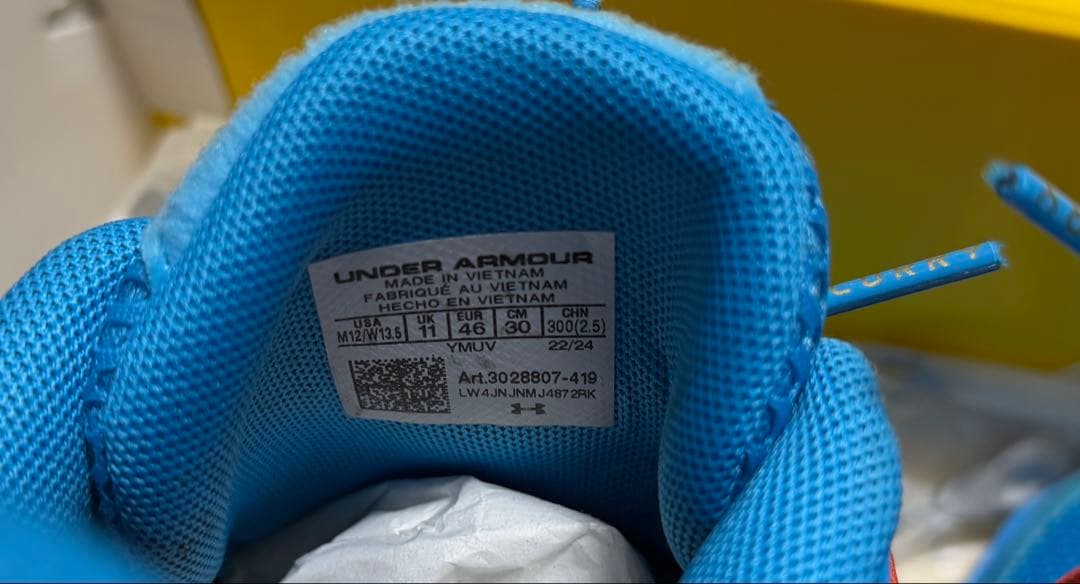 UNDER ARMOUR
MADE IN VIETNAM
FABRIQUÉ AU VIETNAM
HECHO EN VIETNAM
USA UK EUR CM CHN
M12/W13.5 11 46 30 300(2.5)
YMUV 22/24
Art.3028807-419
LW4JNJNMJ4872RK